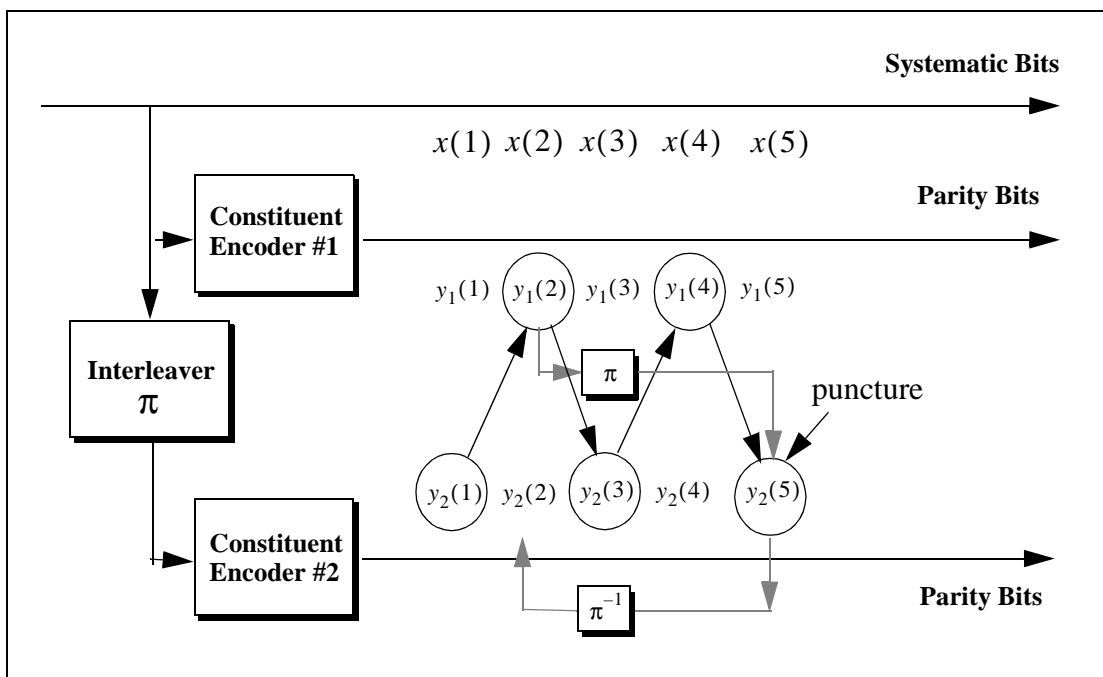 Systematic Bits
x(1) x(2) x(3) x(4) x(5)
Parity Bits
Constituent
Encoder #1
y₁(1) y₁(2) y₁(3) y₁(4) y₁(5)
Interleaver
π
π
puncture
y₂(1) y₂(2) y₂(3) y₂(4) y₂(5)
Constituent
Encoder #2
π⁻¹
Parity Bits